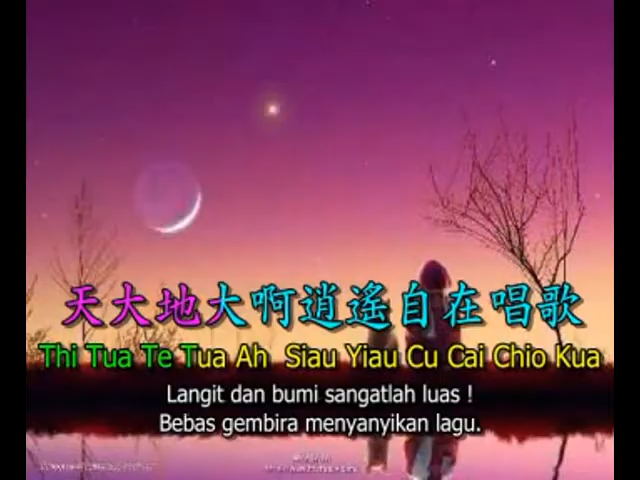 天大地大啊逍遙自在唱歌
Thi Tua Te Tua Ah Siau Yiau Cu Cai Chio Kua
Langit dan bumi sangatlah luas !
Bebas gembira menyanyikan lagu.